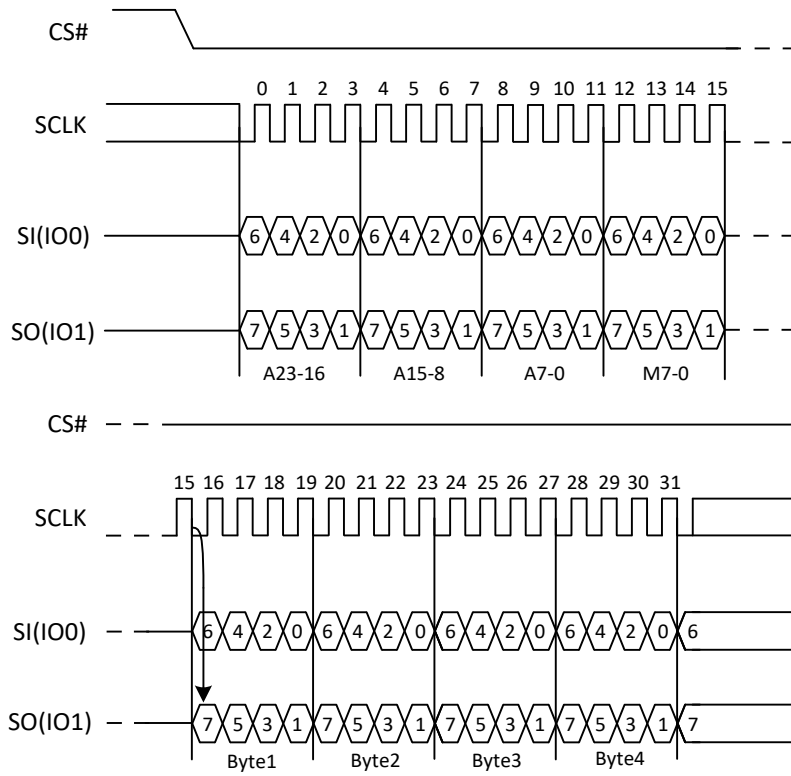 CS#
0 1 2 3 4 5 6 7 8 9 10 11 12 13 14 15
SCLK
SI(IO0) 6 4 2 0 6 4 2 0 6 4 2 0 6 4 2 0
SO(IO1) 7 5 3 1 7 5 3 1 7 5 3 1 7 5 3 1
A23-16 A15-8 A7-0 M7-0
CS#
15 16 17 18 19 20 21 22 23 24 25 26 27 28 29 30 31
SCLK
SI(IO0) 6 4 2 0 6 4 2 0 6 4 2 0 6 4 2 0 6
SO(IO1) 7 5 3 1 7 5 3 1 7 5 3 1 7 5 3 1 7
Byte1 Byte2 Byte3 Byte4